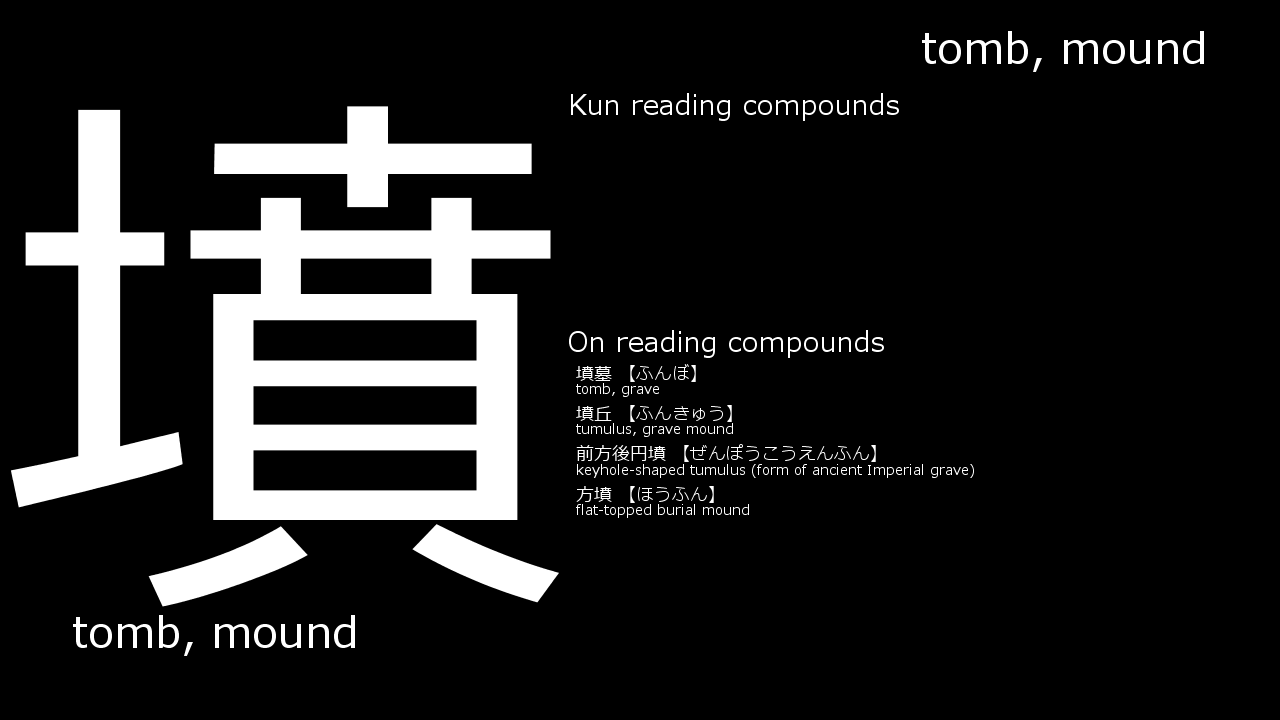 tomb, mound
墳
Kun reading compounds
On reading compounds
墳墓 【ふんぼ】
tomb, grave
墳丘 【ふんきゅう】
tumulus, grave mound
前方後円墳 【ぜんぽうこうえんふん】
keyhole-shaped tumulus (form of ancient Imperial grave)
方墳 【ほうふん】
flat-topped burial mound
tomb, mound